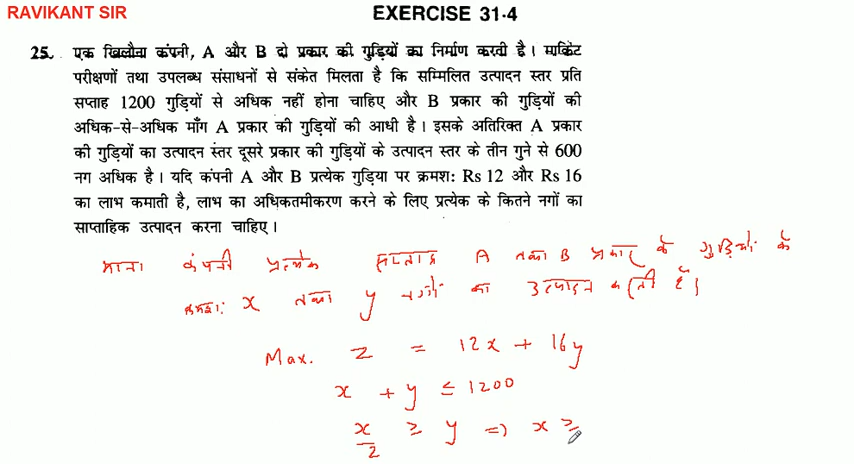 RAVIKANT SIR
EXERCISE 31·4
25. एक खिलौना कंपनी, A और B दो प्रकार की गुड़ियों का निर्माण करती है। मार्किट
परीक्षणों तथा उपलब्ध संसाधनों से संकेत मिलता है कि सम्मिलित उत्पादन स्तर प्रति
सप्ताह 1200 गुड़ियों से अधिक नहीं होना चाहिए और B प्रकार की गुड़ियों की
अधिक-से-अधिक माँग A प्रकार की गुड़ियों की आधी है। इसके अतिरिक्त A प्रकार
की गुड़ियों का उत्पादन स्तर दूसरे प्रकार की गुड़ियों के उत्पादन स्तर के तीन गुने से 600
नग अधिक है। यदि कंपनी A और B प्रत्येक गुड़िया पर क्रमश: Rs 12 और Rs 16
का लाभ कमाती है, लाभ का अधिकतमीकरण करने के लिए प्रत्येक के कितने नगों का
साप्ताहिक उत्पादन करना चाहिए।
माना कंपनी प्रत्येक सप्ताह A तथा B प्रकार के गुड़ियों के
क्रमश: x तथा y नगों का उत्पादन करती है।
Max. z = 12x + 16y
x + y ≤ 1200
x/2 ≥ y ⇒ x ≥